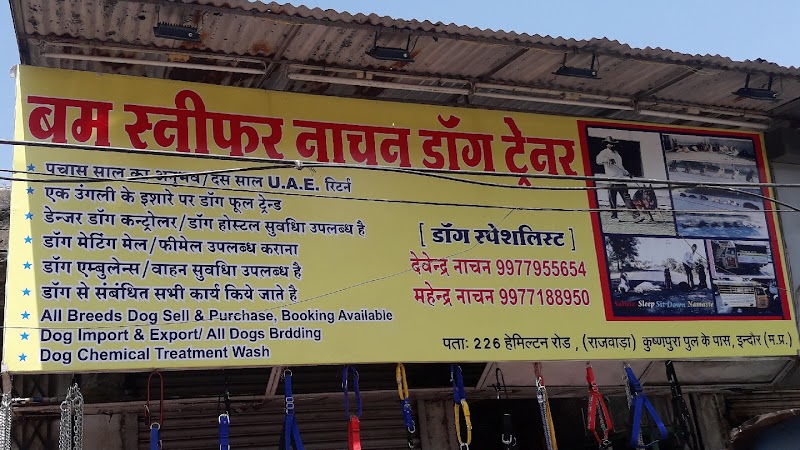 बम स्नीफर नाचन डॉग ट्रेनर
★ पचास साल का अनुभव/दस साल U.A.E. रिटर्न
★ एक उंगली के इशारे पर डॉग फूल ट्रेन्ड
★ डेन्जर डॉग कन्ट्रोलर/डॉग होस्टल सुवधिा उपलब्ध है
★ डॉग मेटिंग मेल/फीमेल उपलब्ध कराना
★ डॉग एम्बुलेन्स/वाहन सुवधिा उपलब्ध है
★ डॉग से संबंधित सभी कार्य किये जाते है
★ All Breeds Dog Sell & Purchase, Booking Available
★ Dog Import & Export/ All Dogs Brdding
★ Dog Chemical Treatment Wash
[ डॉग स्पेशलिस्ट ]
देवेन्द्र नाचन 9977955654
महेन्द्र नाचन 9977188950
पताः 226 हेमिल्टन रोड , (राजवाड़ा) कृष्णपुरा पुल के पास, इन्दौर (म.प्र.)
Sleep Sit Down Namaste